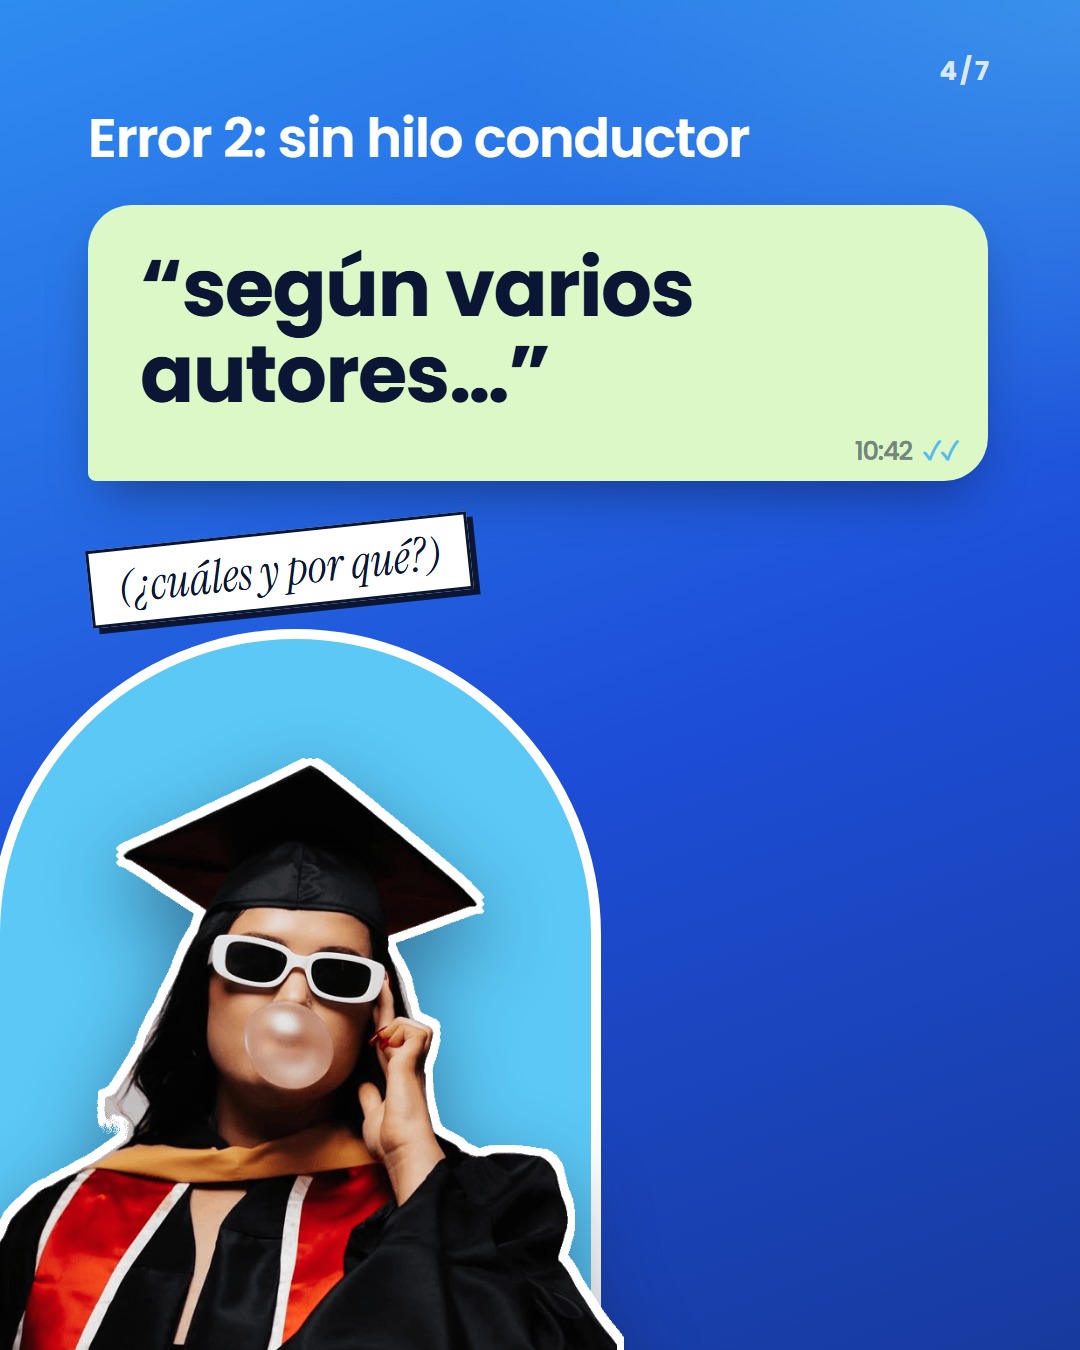 4/7
Error 2: sin hilo conductor
“según varios
autores...”
10:42 ✓✓
(¿cuáles y por qué?)